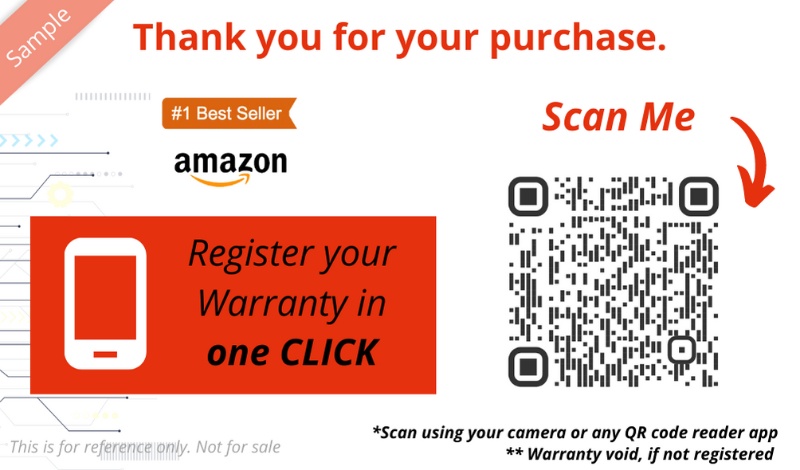 Sample
Thank you for your purchase.
#1 Best Seller
amazon
Scan Me
Register your
Warranty in
one CLICK
*Scan using your camera or any QR code reader app
** Warranty void, if not registered
This is for reference only. Not for sale